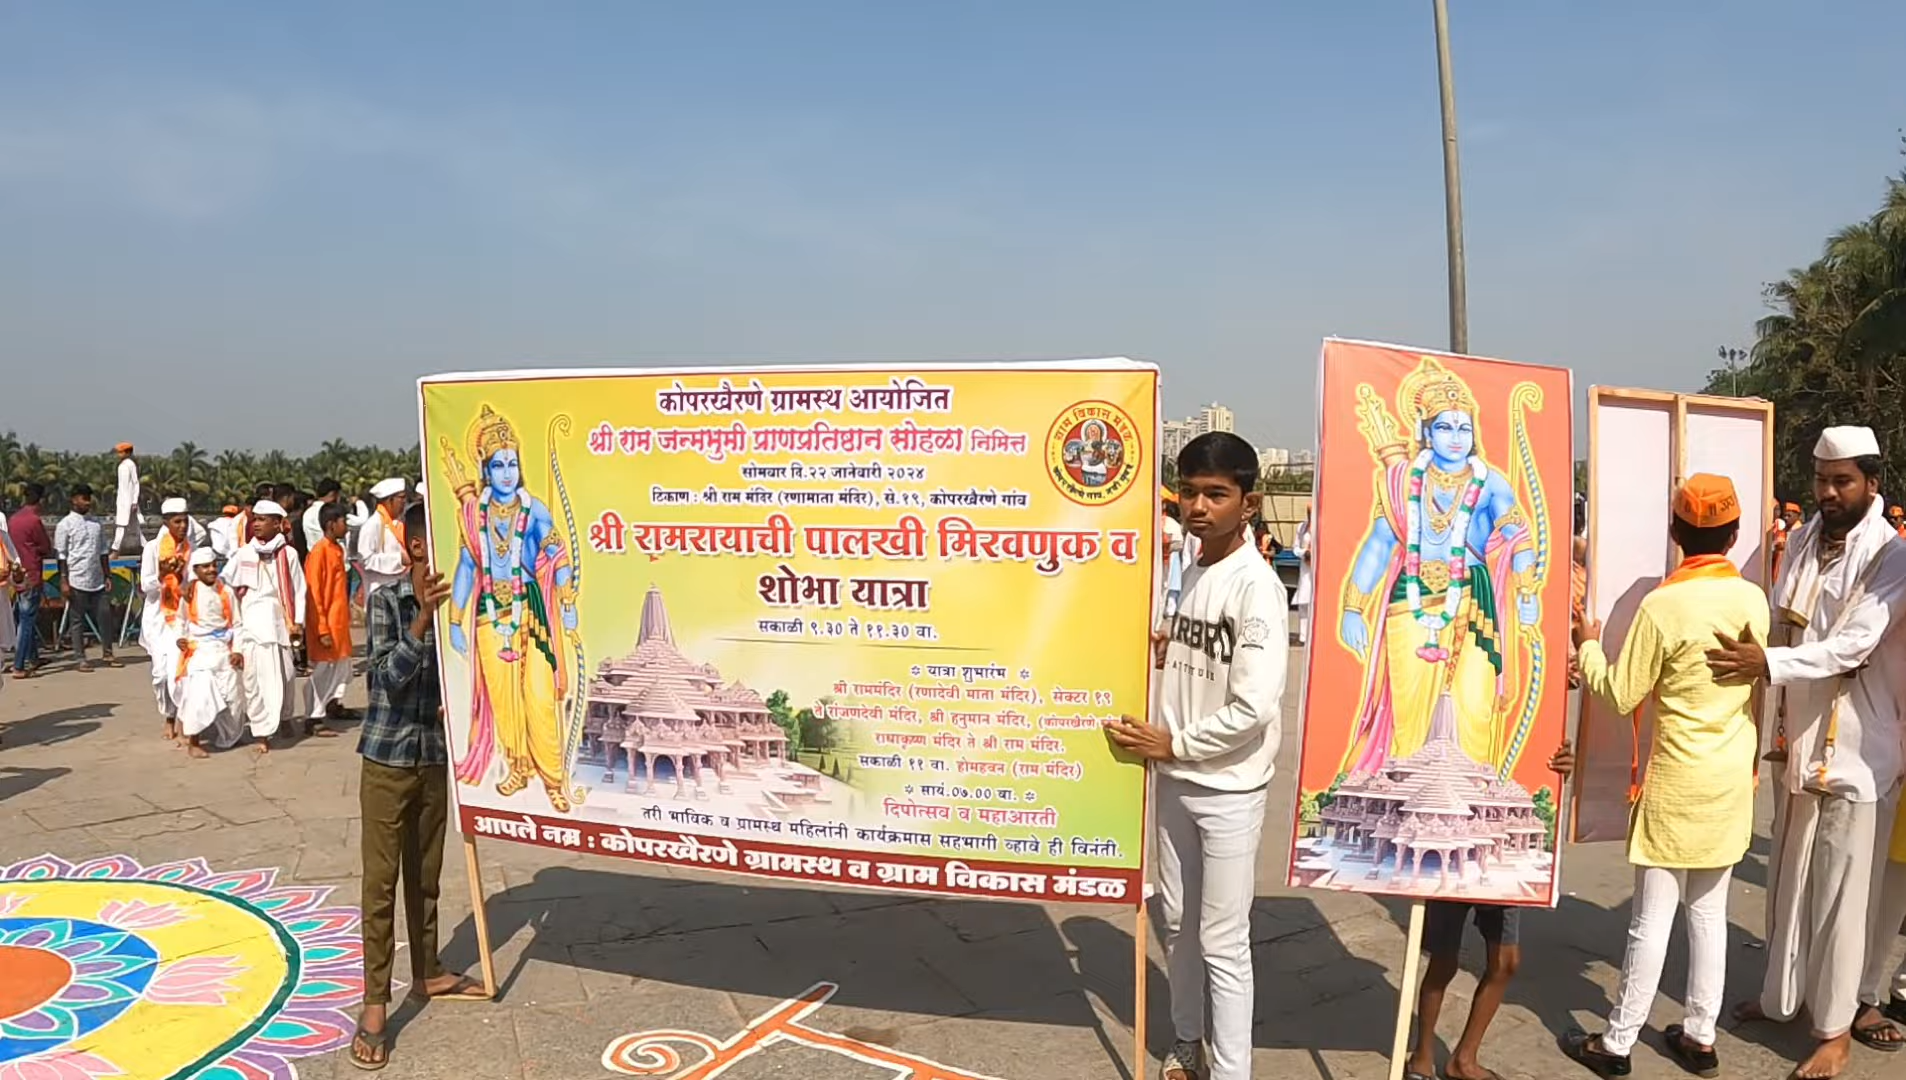 कोपरखैरणे ग्रामस्थ आयोजित
श्री राम जन्मभुमी प्राणप्रतिष्ठान सोहळा निमित्त
सोमवार दि.२२ जानेवारी २०२४
टिकाण : श्री राम मंदिर (रणामाता मंदिर), से.१९, कोपरखैरणे गांव
श्री रामरायाची पालखी मिरवणुक व
शोभा यात्रा
सकाळी ९.३० ते ११.३० वा.
यात्रा शुभारंभ
श्री राममंदिर (रणादेवी माता मंदिर), सेक्टर १९
ते रांजणदेवी मंदिर, श्री हनुमान मंदिर, (कोपरखैरणे
राधाकृष्ण मंदिर ते श्री राम मंदिर.
सकाळी ११ वा. होमहवन (राम मंदिर)
सायं.०७.०० वा.
दिपोत्सव व महाआरती
तरी भाविक व ग्रामस्थ महिलांनी कार्यक्रमास सहभागी व्हावे ही विनंती.
आपले नम्र : कोपरखैरणे ग्रामस्थ व ग्राम विकास मंडळ
ग्राम विकास मंडळ